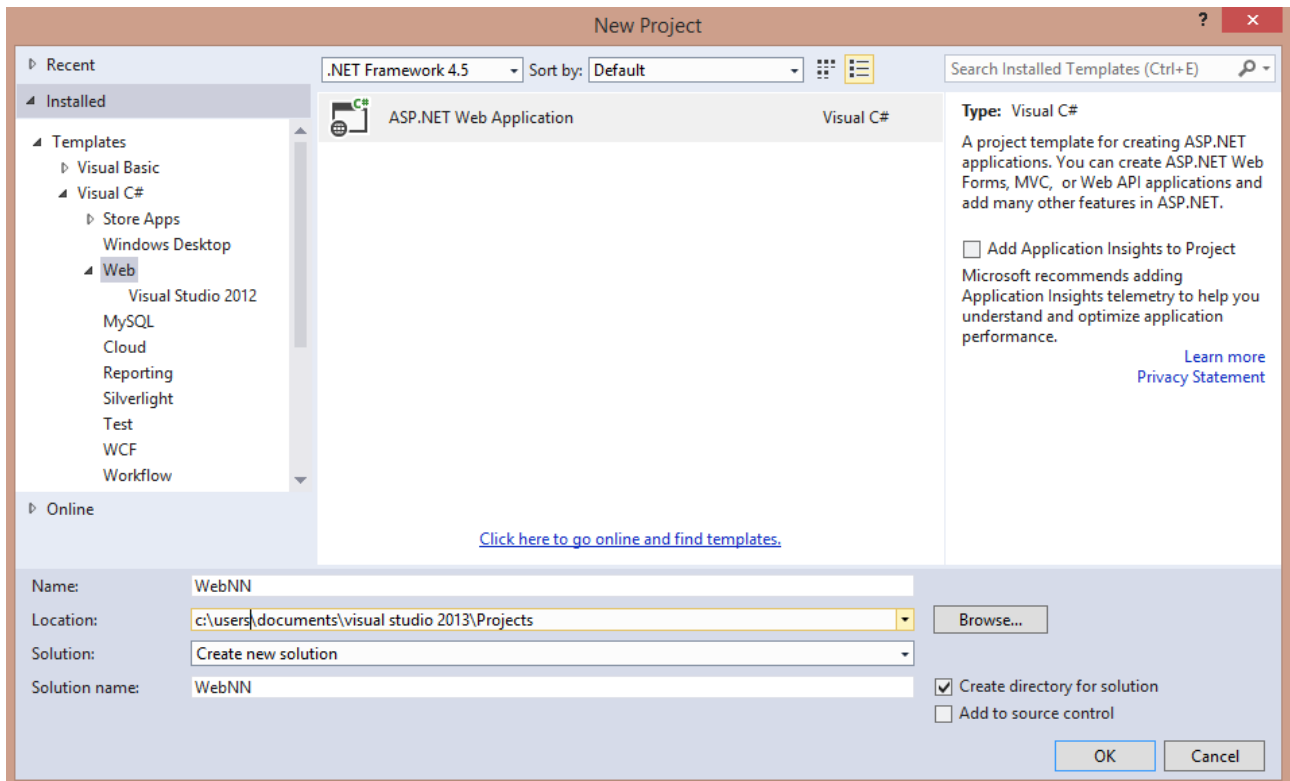 New Project
?
×
Recent
.NET Framework 4.5
Sort by:
Default
Search Installed Templates (Ctrl+E)
Installed
Templates
Visual Basic
Visual C#
Store Apps
Windows Desktop
Web
Visual Studio 2012
MySQL
Cloud
Reporting
Silverlight
Test
WCF
Workflow
Online
C#
ASP.NET Web Application
Visual C#
Click here to go online and find templates.
Type: Visual C#
A project template for creating ASP.NET
applications. You can create ASP.NET Web
Forms, MVC, or Web API applications and
add many other features in ASP.NET.
Add Application Insights to Project
Microsoft recommends adding
Application Insights telemetry to help you
understand and optimize application
performance.
Learn more
Privacy Statement
Name: WebNN
Location: c:\users\documents\visual studio 2013\Projects
Browse...
Solution: Create new solution
Solution name: WebNN
Create directory for solution
Add to source control
OK
Cancel